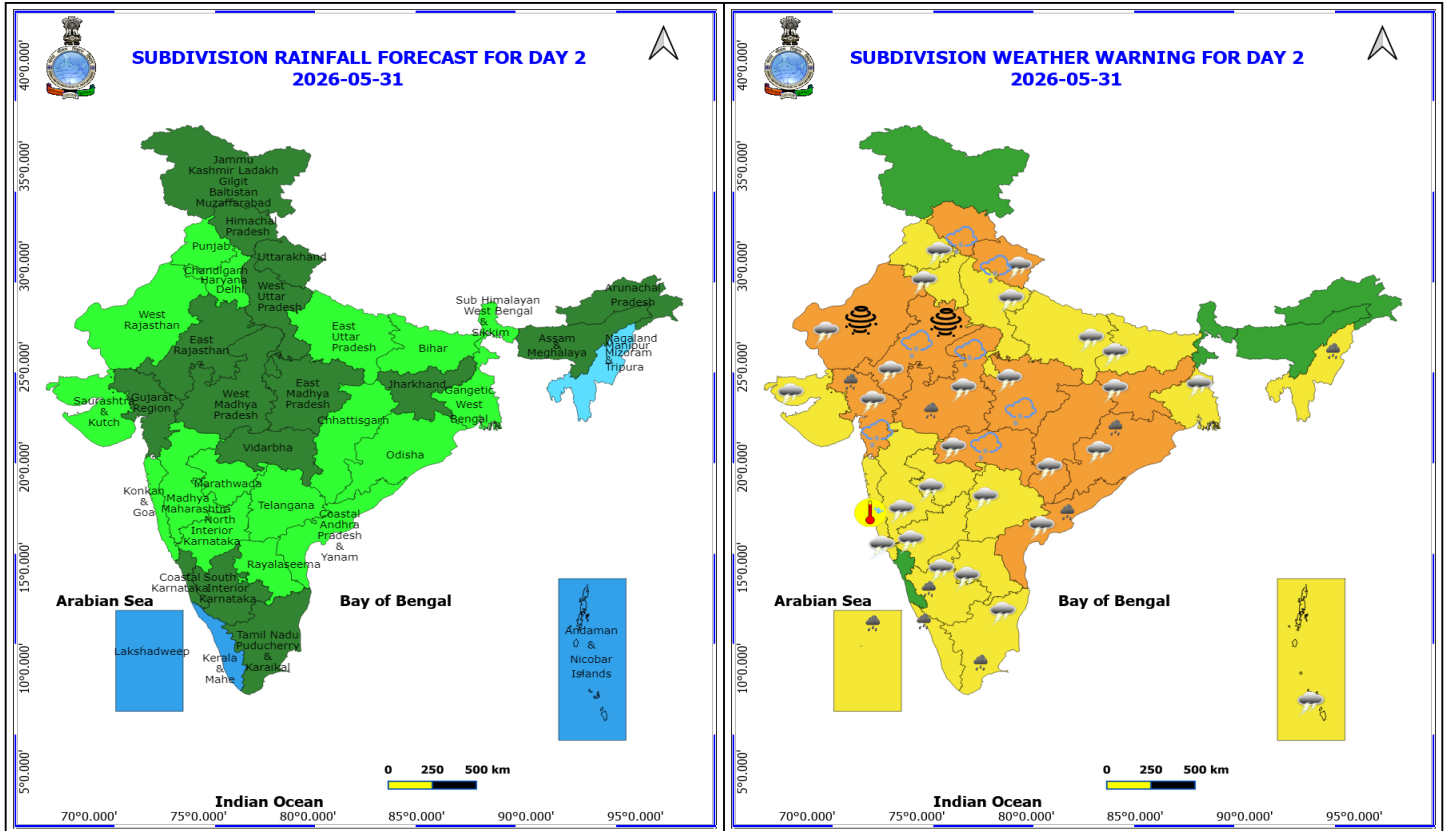 SUBDIVISION RAINFALL FORECAST FOR DAY 2
2026-05-31
40°0.000'
35°0.000'
30°0.000'
25°0.000'
20°0.000'
15°0.000'
10°0.000'
5°0.000'
Jammu
Kashmir Ladakh
Gilgit
Baltistan
Muzaffarabad
Himachal
Pradesh
Punjab
Uttarakhand
Chandigarh
Haryana
Delhi
West
Uttar
Pradesh
West
Rajasthan
East
Rajasthan
East
Uttar
Pradesh
Bihar
Sub Himalayan
West Bengal
&
Sikkim
Arunachal
Pradesh
Assam
&
Meghalaya
Nagaland
Manipur
Mizoram
&
Tripura
Saurashtra
&
Kutch
Gujarat
Region
West
Madhya
Pradesh
East
Madhya
Pradesh
Jharkhand
Gangetic
West
Bengal
Chhattisgarh
Vidarbha
Odisha
Konkan
&
Goa
Madhya
Maharashtra
Marathwada
Telangana
North
Interior
Karnataka
Coastal
Andhra
Pradesh
&
Yanam
Rayalaseema
Coastal
Karnataka
South
Interior
Karnataka
Tamil Nadu
Puducherry
&
Karaikal
Kerala
&
Mahe
Lakshadweep
Andaman
&
Nicobar
Islands
Arabian Sea
Bay of Bengal
0 250 500 km
Indian Ocean
70°0.000' 75°0.000' 80°0.000' 85°0.000' 90°0.000' 95°0.000'
SUBDIVISION WEATHER WARNING FOR DAY 2
2026-05-31
40°0.000'
35°0.000'
30°0.000'
25°0.000'
20°0.000'
15°0.000'
10°0.000'
5°0.000'
Arabian Sea
Bay of Bengal
0 250 500 km
Indian Ocean
70°0.000' 75°0.000' 80°0.000' 85°0.000' 90°0.000' 95°0.000'